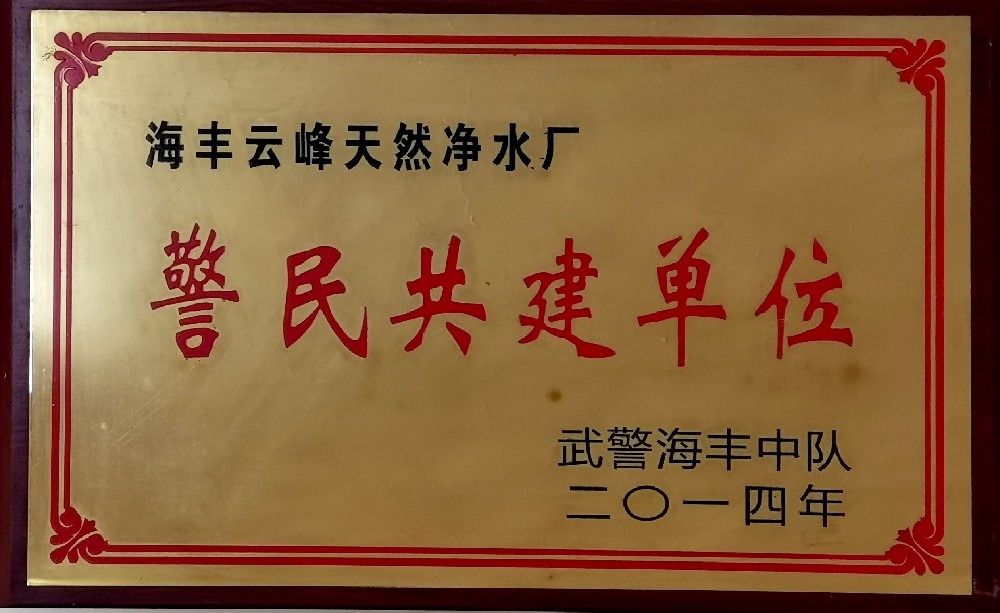 海丰云峰天然净水厂
警民共建单位
武警海丰中队
二〇一四年